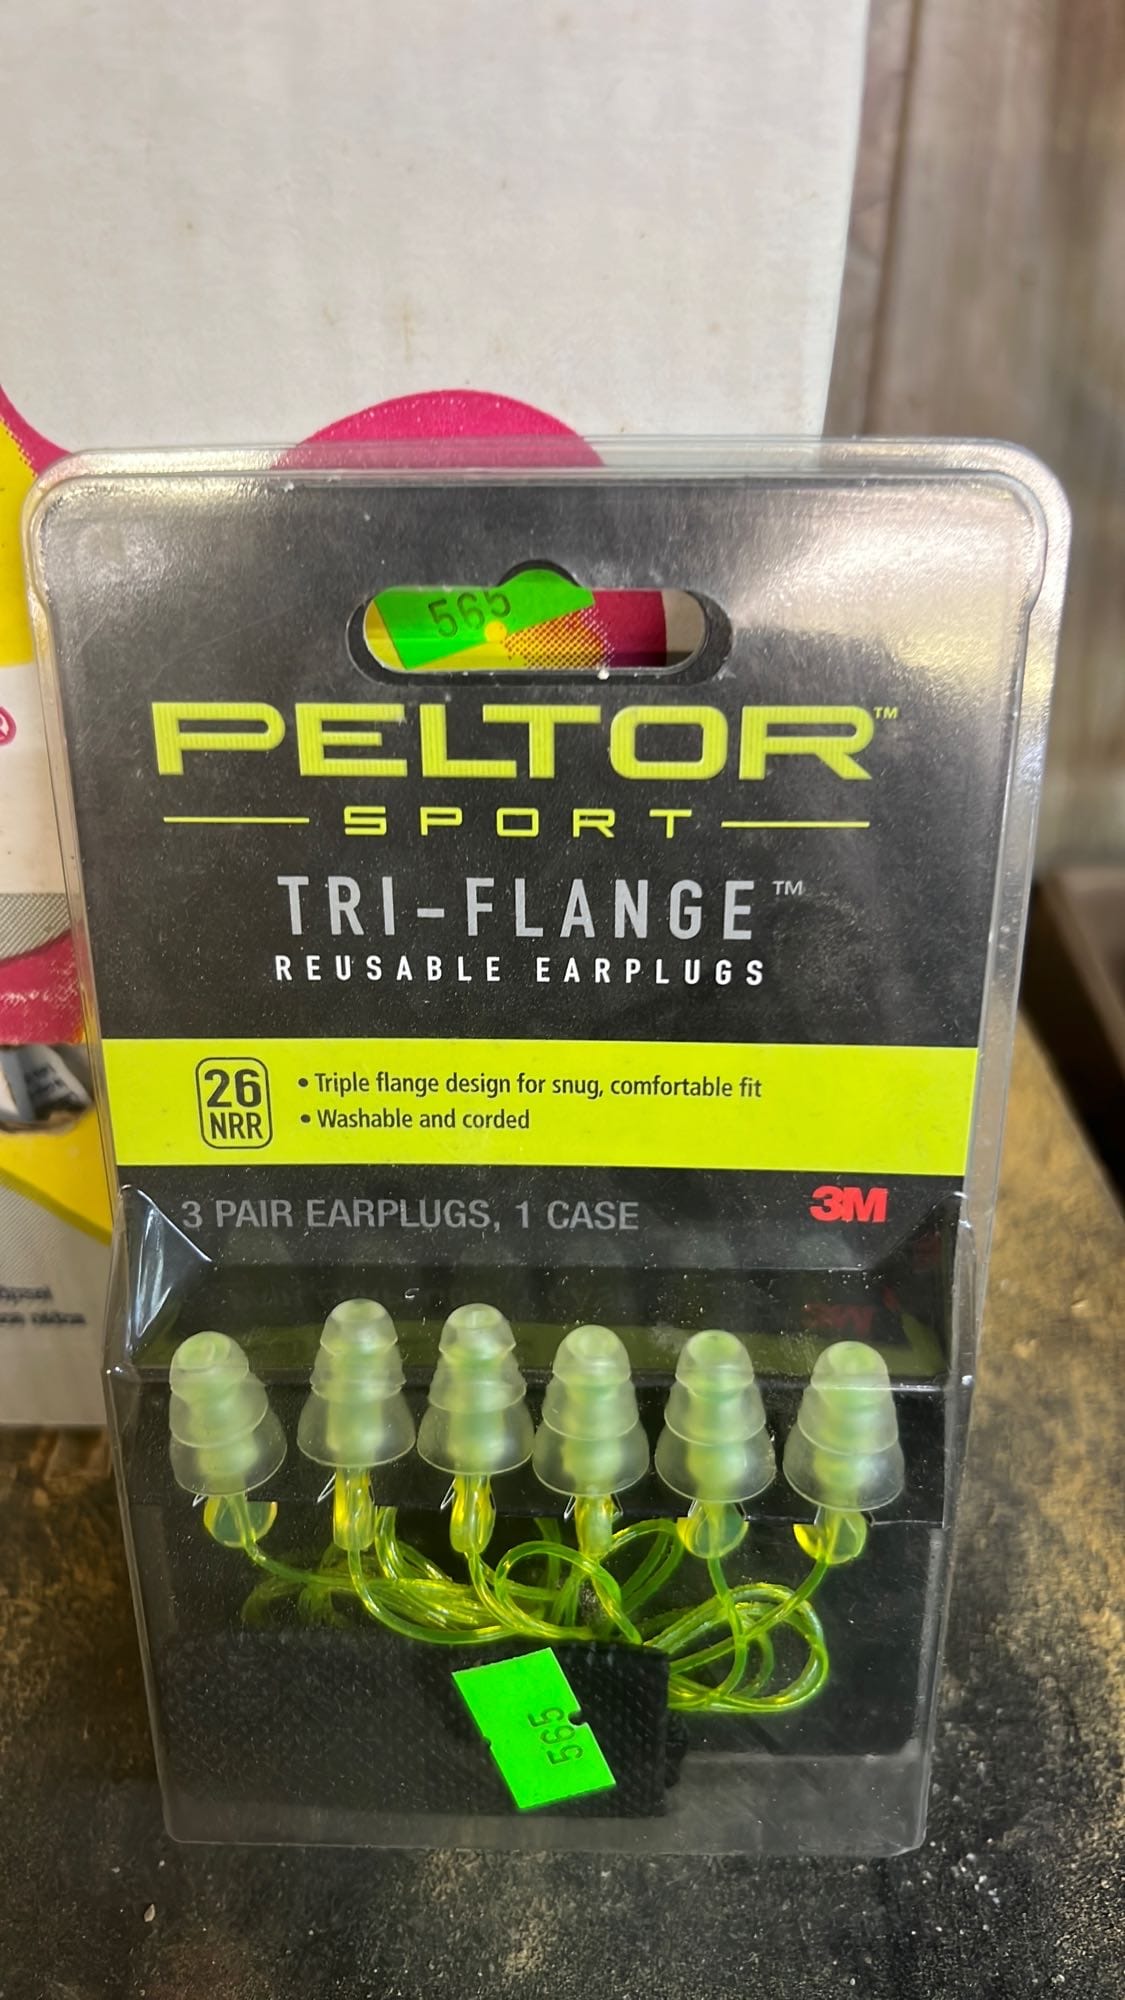 565
PELTOR™
SPORT
TRI-FLANGE™
REUSABLE EARPLUGS
26
NRR
• Triple flange design for snug, comfortable fit
• Washable and corded
3 PAIR EARPLUGS, 1 CASE
3M
565